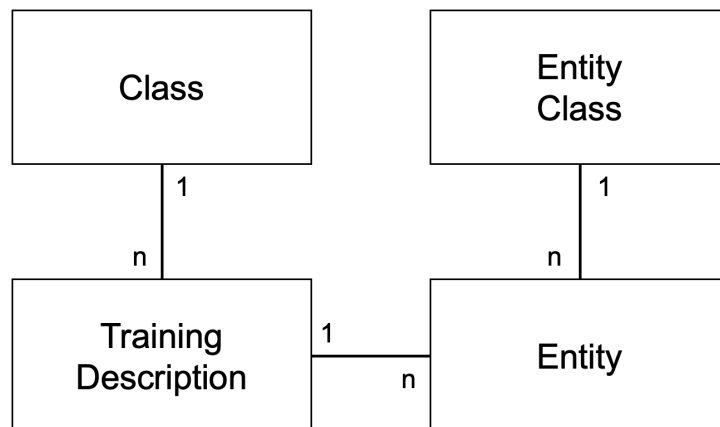 Class
Entity
Class
1
1
n
n
Training
Description
1
n
Entity